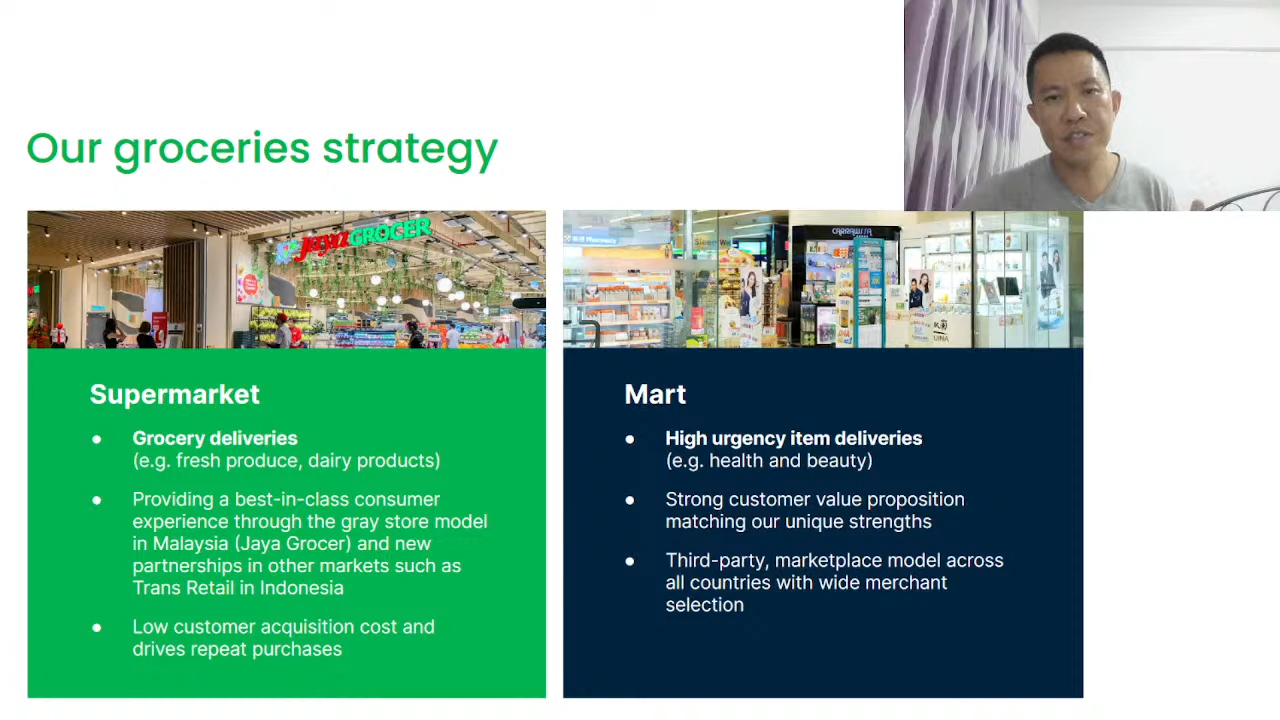 Our groceries strategy
JAYA GROCER
Supermarket
● Grocery deliveries
(e.g. fresh produce, dairy products)
● Providing a best-in-class consumer
experience through the gray store model
in Malaysia (Jaya Grocer) and new
partnerships in other markets such as
Trans Retail in Indonesia
● Low customer acquisition cost and
drives repeat purchases
Mart
● High urgency item deliveries
(e.g. health and beauty)
● Strong customer value proposition
matching our unique strengths
● Third-party, marketplace model across
all countries with wide merchant
selection